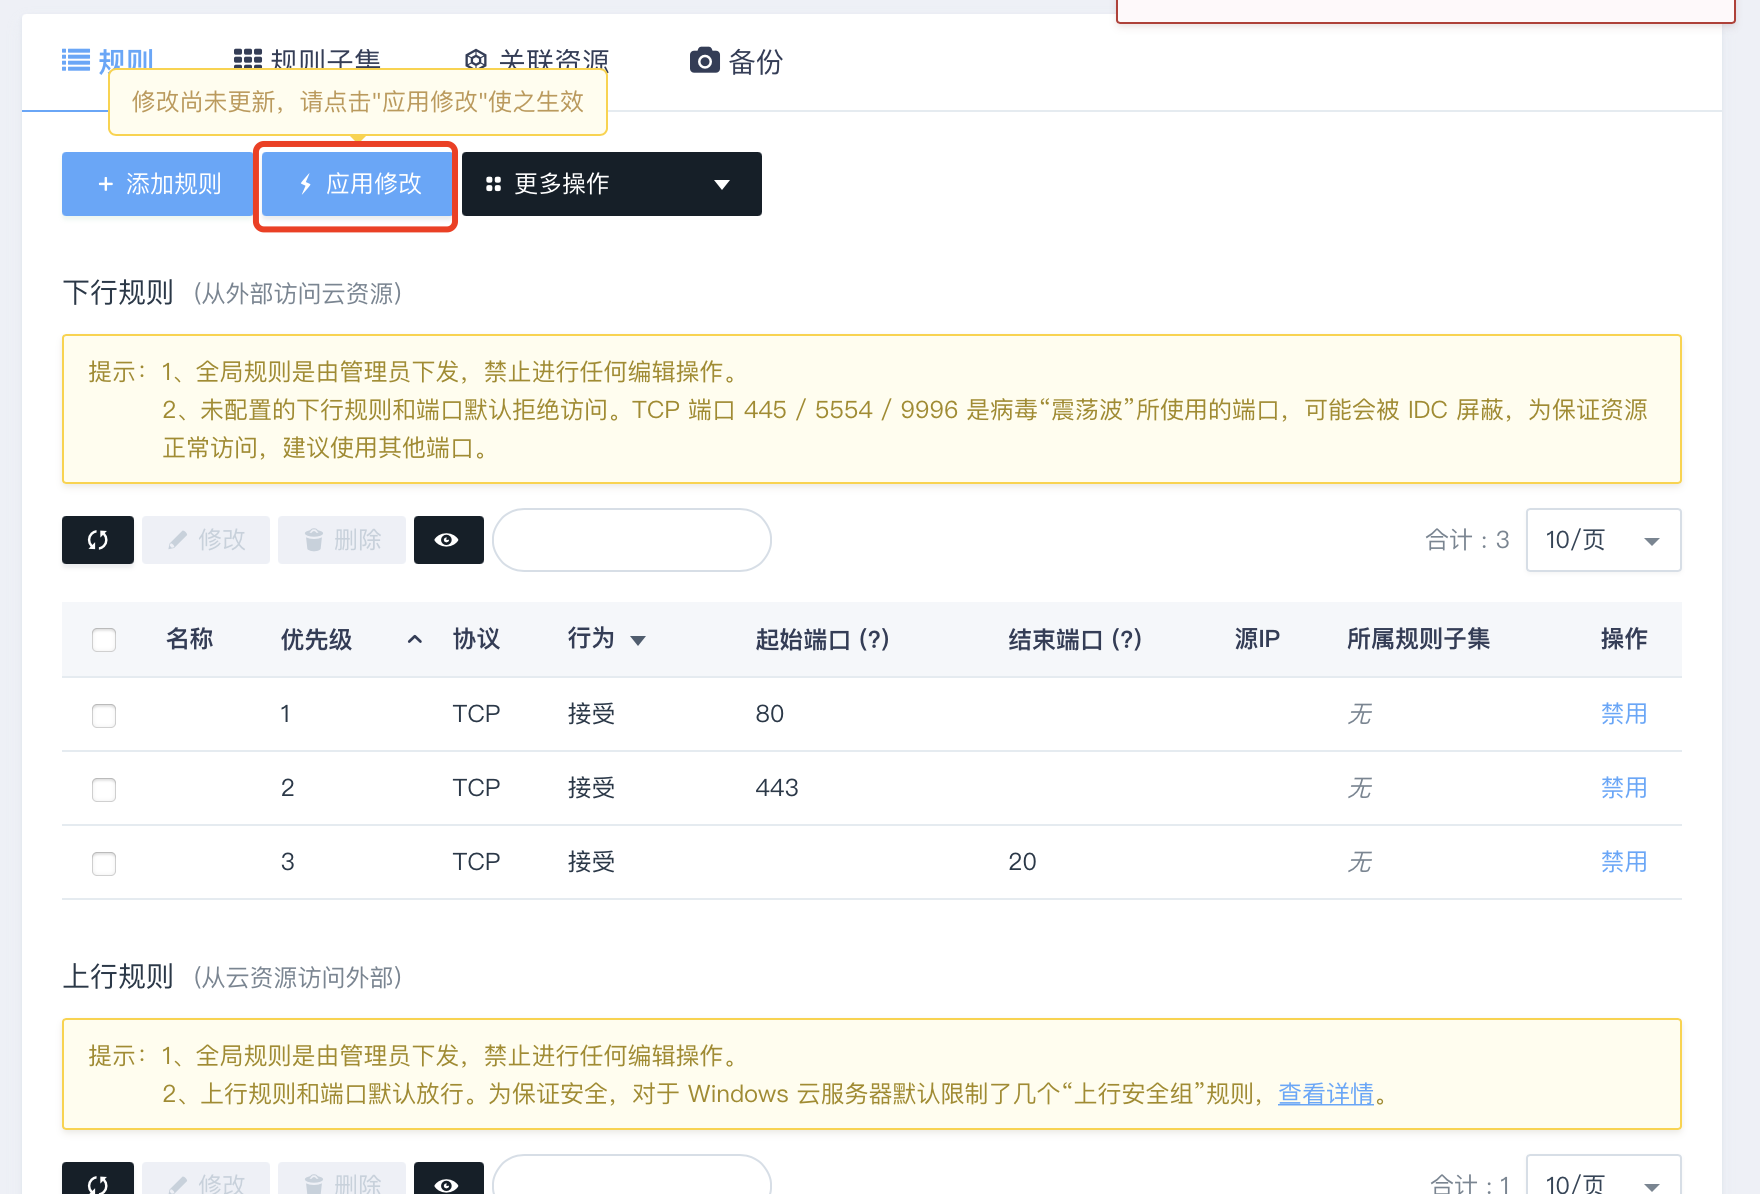 规则 规则子集 关联资源 备份
修改尚未更新，请点击"应用修改"使之生效
+ 添加规则 应用修改 更多操作
下行规则 (从外部访问云资源)
提示：1、全局规则是由管理员下发，禁止进行任何编辑操作。
2、未配置的下行规则和端口默认拒绝访问。TCP 端口 445 / 5554 / 9996 是病毒“震荡波”所使用的端口，可能会被 IDC 屏蔽，为保证资源
正常访问，建议使用其他端口。
修改 删除 合计 : 3 10/页
名称 优先级 协议 行为 起始端口 (?) 结束端口 (?) 源IP 所属规则子集 操作
1 TCP 接受 80 无 禁用
2 TCP 接受 443 无 禁用
3 TCP 接受 20 无 禁用
上行规则 (从云资源访问外部)
提示：1、全局规则是由管理员下发，禁止进行任何编辑操作。
2、上行规则和端口默认放行。为保证安全，对于 Windows 云服务器默认限制了几个“上行安全组”规则，查看详情。
修改 删除 合计 : 1 10/页